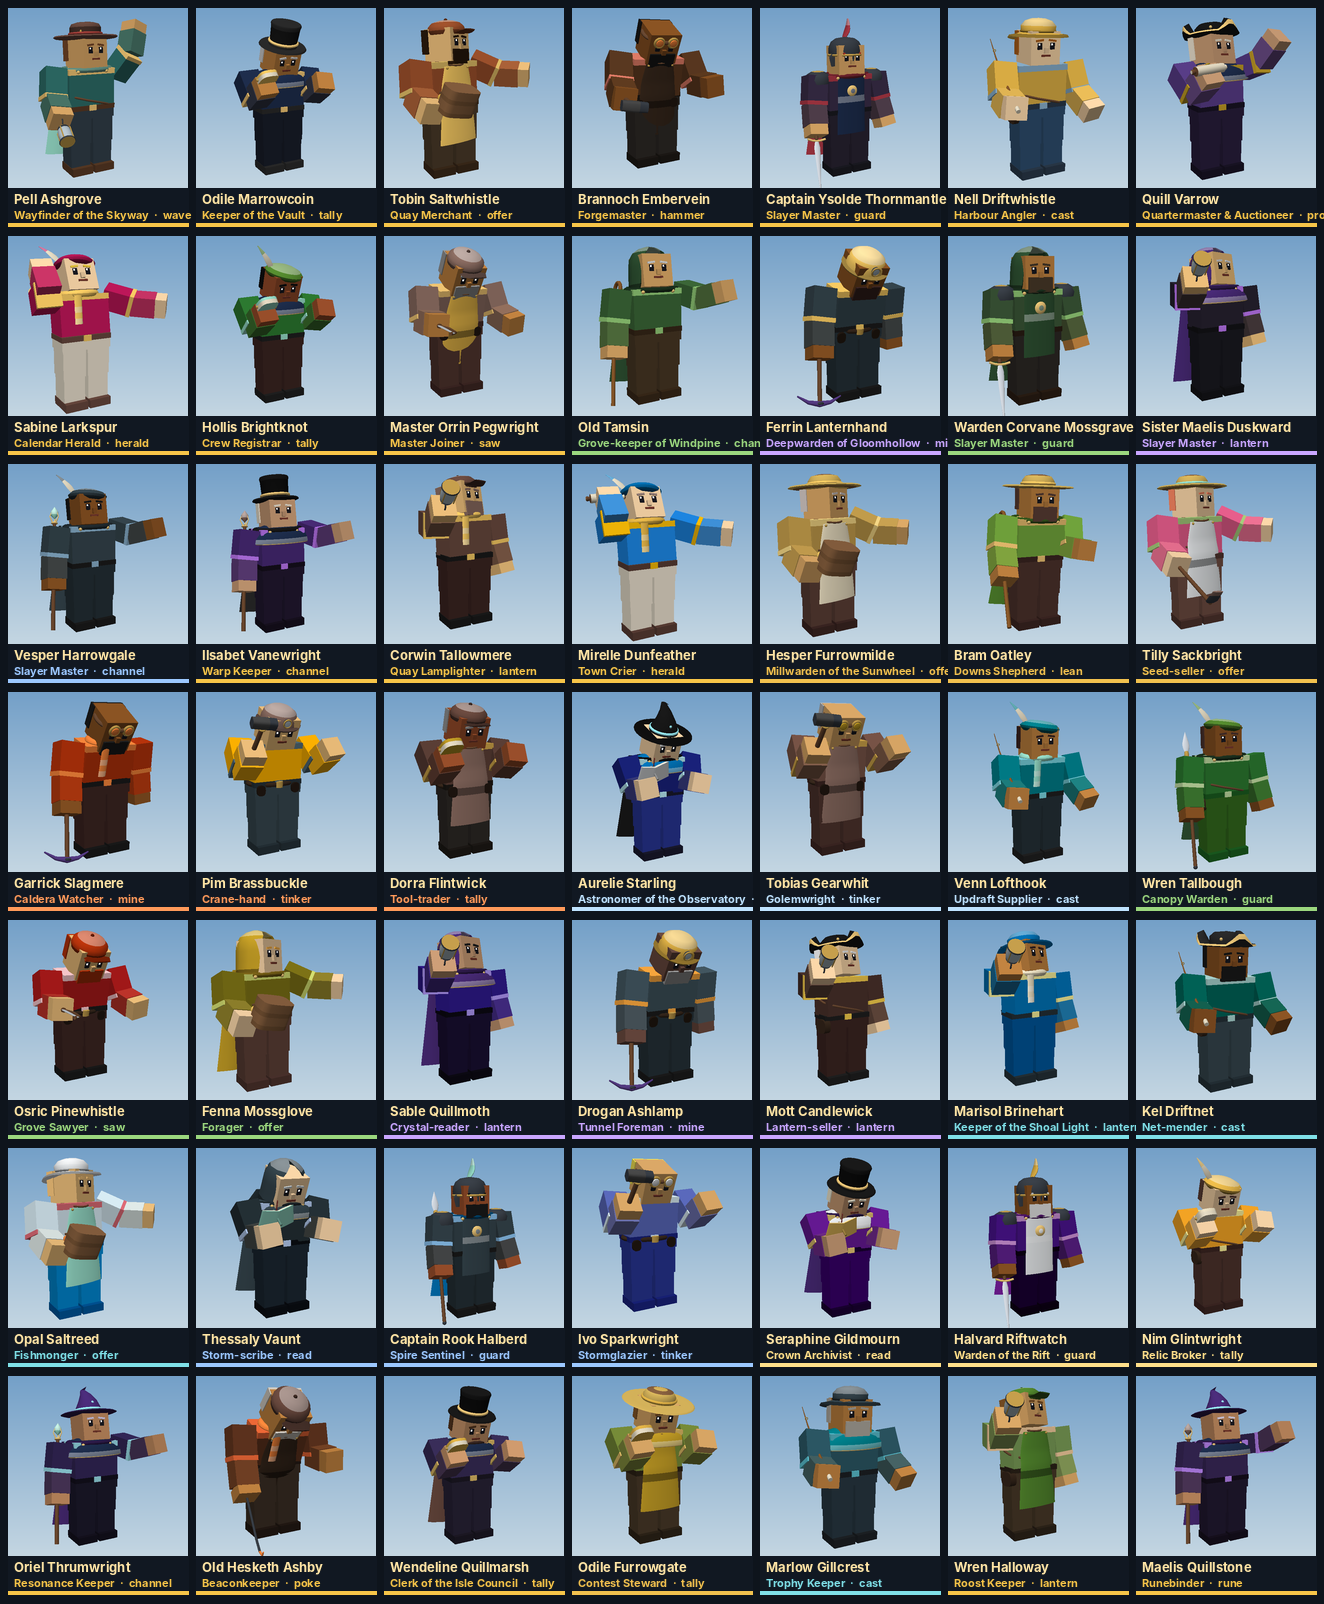 Pell Ashgrove
Wayfinder of the Skyway · wave
Odile Marrowcoin
Keeper of the Vault · tally
Tobin Saltwhistle
Quay Merchant · offer
Brannoch Embervein
Forgemaster · hammer
Captain Ysolde Thornmantle
Slayer Master · guard
Nell Driftwhistle
Harbour Angler · cast
Quill Varrow
Quartermaster & Auctioneer · pro
Sabine Larkspur
Calendar Herald · herald
Hollis Brightknot
Crew Registrar · tally
Master Orrin Pegwright
Master Joiner · saw
Old Tamsin
Grove-keeper of Windpine · chan
Ferrin Lanternhand
Deepwarden of Gloomhollow · mi
Warden Corvane Mossgrave
Slayer Master · guard
Sister Maelis Duskward
Slayer Master · lantern
Vesper Harrowgale
Slayer Master · channel
Ilsabet Vanewright
Warp Keeper · channel
Corwin Tallowmere
Quay Lamplighter · lantern
Mirelle Dunfeather
Town Crier · herald
Hesper Furrowmilde
Millwarden of the Sunwheel · offe
Bram Oatley
Downs Shepherd · lean
Tilly Sackbright
Seed-seller · offer
Garrick Slagmere
Caldera Watcher · mine
Pim Brassbuckle
Crane-hand · tinker
Dorra Flintwick
Tool-trader · tally
Aurelie Starling
Astronomer of the Observatory ·
Tobias Gearwhit
Golemwright · tinker
Venn Lofthook
Updraft Supplier · cast
Wren Tallbough
Canopy Warden · guard
Osric Pinewhistle
Grove Sawyer · saw
Fenna Mossglove
Forager · offer
Sable Quillmoth
Crystal-reader · lantern
Drogan Ashlamp
Tunnel Foreman · mine
Mott Candlewick
Lantern-seller · lantern
Marisol Brinehart
Keeper of the Shoal Light · lantern
Kel Driftnet
Net-mender · cast
Opal Saltreed
Fishmonger · offer
Thessaly Vaunt
Storm-scribe · read
Captain Rook Halberd
Spire Sentinel · guard
Ivo Sparkwright
Stormglazier · tinker
Seraphine Gildmourn
Crown Archivist · read
Halvard Riftwatch
Warden of the Rift · guard
Nim Glintwright
Relic Broker · tally
Oriel Thrumwright
Resonance Keeper · channel
Old Hesketh Ashby
Beaconkeeper · poke
Wendeline Quillmarsh
Clerk of the Isle Council · tally
Odile Furrowgate
Contest Steward · tally
Marlow Gillcrest
Trophy Keeper · cast
Wren Halloway
Roost Keeper · lantern
Maelis Quillstone
Runebinder · rune